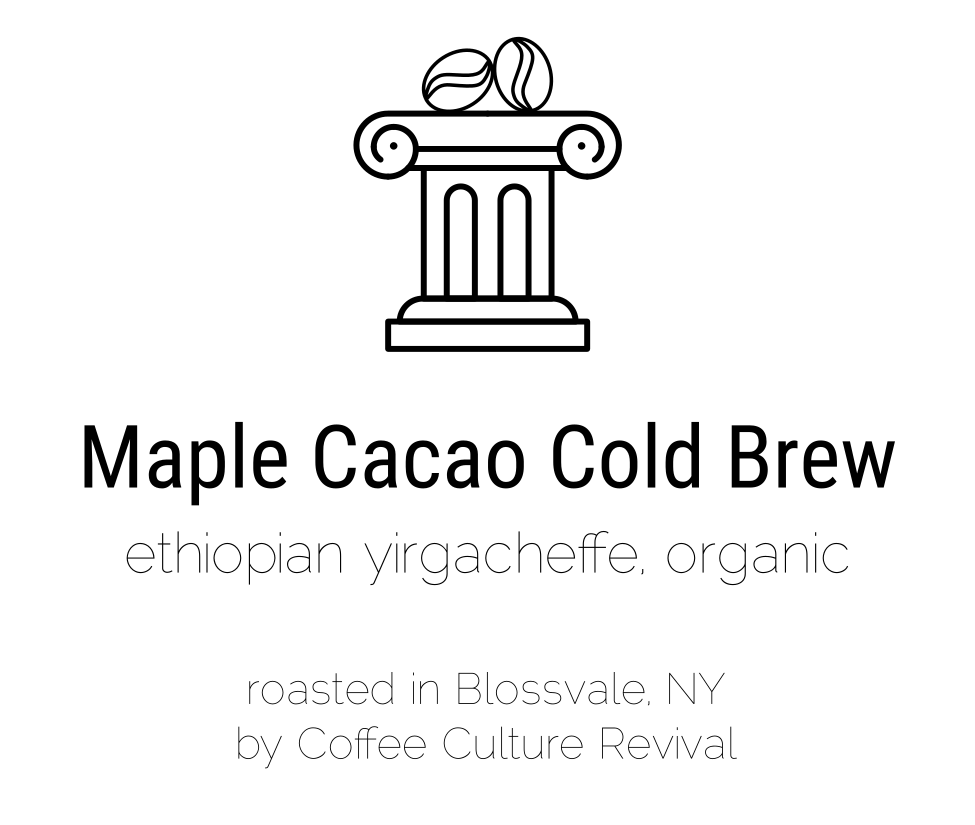 Maple Cacao Cold Brew
ethiopian yirgacheffe, organic
roasted in Blossvale, NY
by Coffee Culture Revival